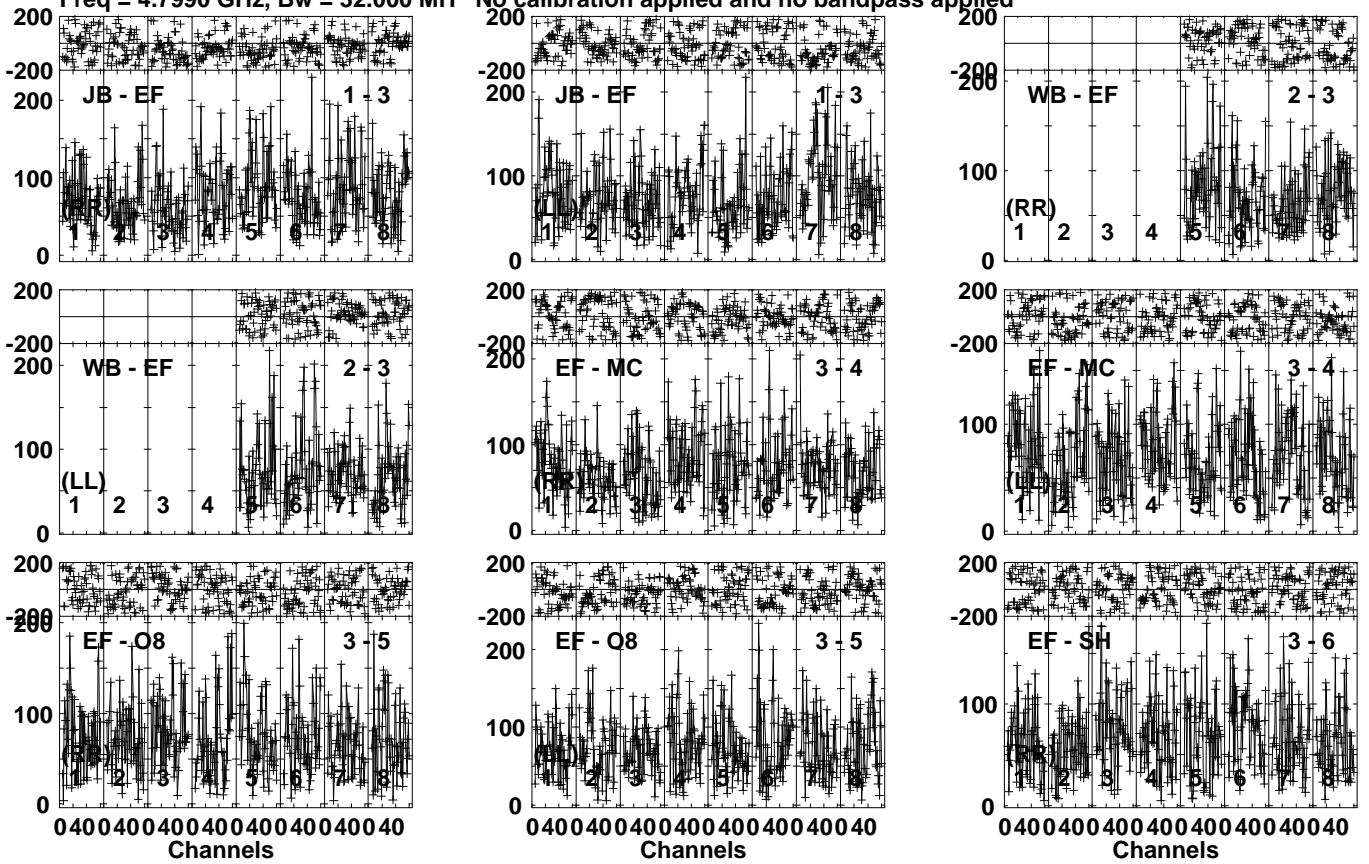 Freq = 4.7990 GHz, Bw = 32.000 MH No calibration applied and no bandpass applied
200 200 200
-200 -200 -200
200 JB - EF 1 - 3 200 JB - EF 1 - 3 200 WB - EF 2 - 3
100 100 100
(RR) (LL) (RR)
1 2 3 4 5 6 7 8 1 2 3 4 5 6 7 8 1 2 3 4 5 6 7 8
0 0 0
200 200 200
-200 -200 -200
200 WB - EF 2 - 3 200 EF - MC 3 - 4 EF - MC 3 - 4
100 100 100
(LL) (RR) (LL)
1 2 3 4 5 6 7 8 1 2 3 4 5 6 7 8 1 2 3 4 5 6 7 8
0 0 0
200 200 200
-200 -200 -200
200 EF - O8 3 - 5 200 EF - O8 3 - 5 200 EF - SH 3 - 6
100 100 100
(RR) (LL) (RR)
1 2 3 4 5 6 7 8 1 2 3 4 5 6 7 8 1 2 3 4 5 6 7 8
0 0 0
0 40 0 40 0 40 0 40 0 40 0 40 0 40 0 40 0 40 0 40 0 40 0 40 0 40 0 40 0 40 0 40 0 40 0 40 0 40 0 40 0 40 0 40 0 40 0 40
Channels Channels Channels